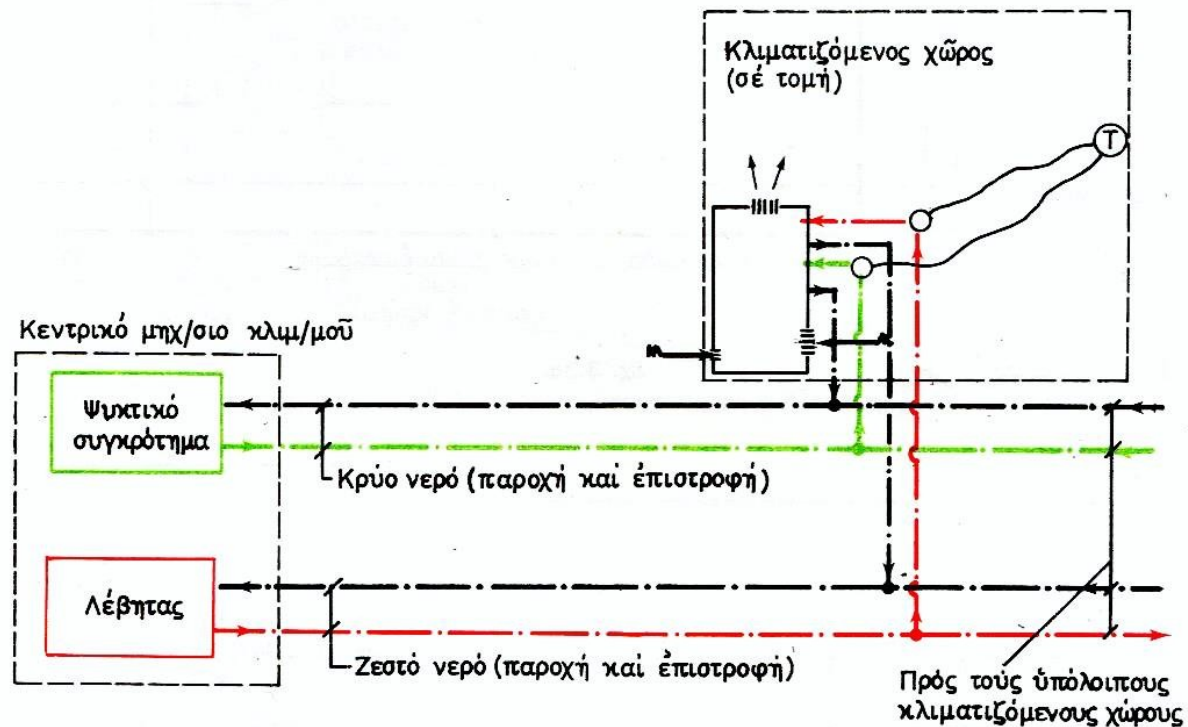 Κλιματιζόμενος χῶρος
(σέ τομή)
T
Κεντρικό μηχ/σιο κλιμ/μοῦ
Ψυκτικό
συγκρότημα
Κρύο νερό (παροχή καί ἐπιστροφή)
Λέβητας
Ζεστό νερό (παροχή καί ἐπιστροφή)
Πρός τούς ὑπόλοιπους
κλιματιζόμενους χώρους